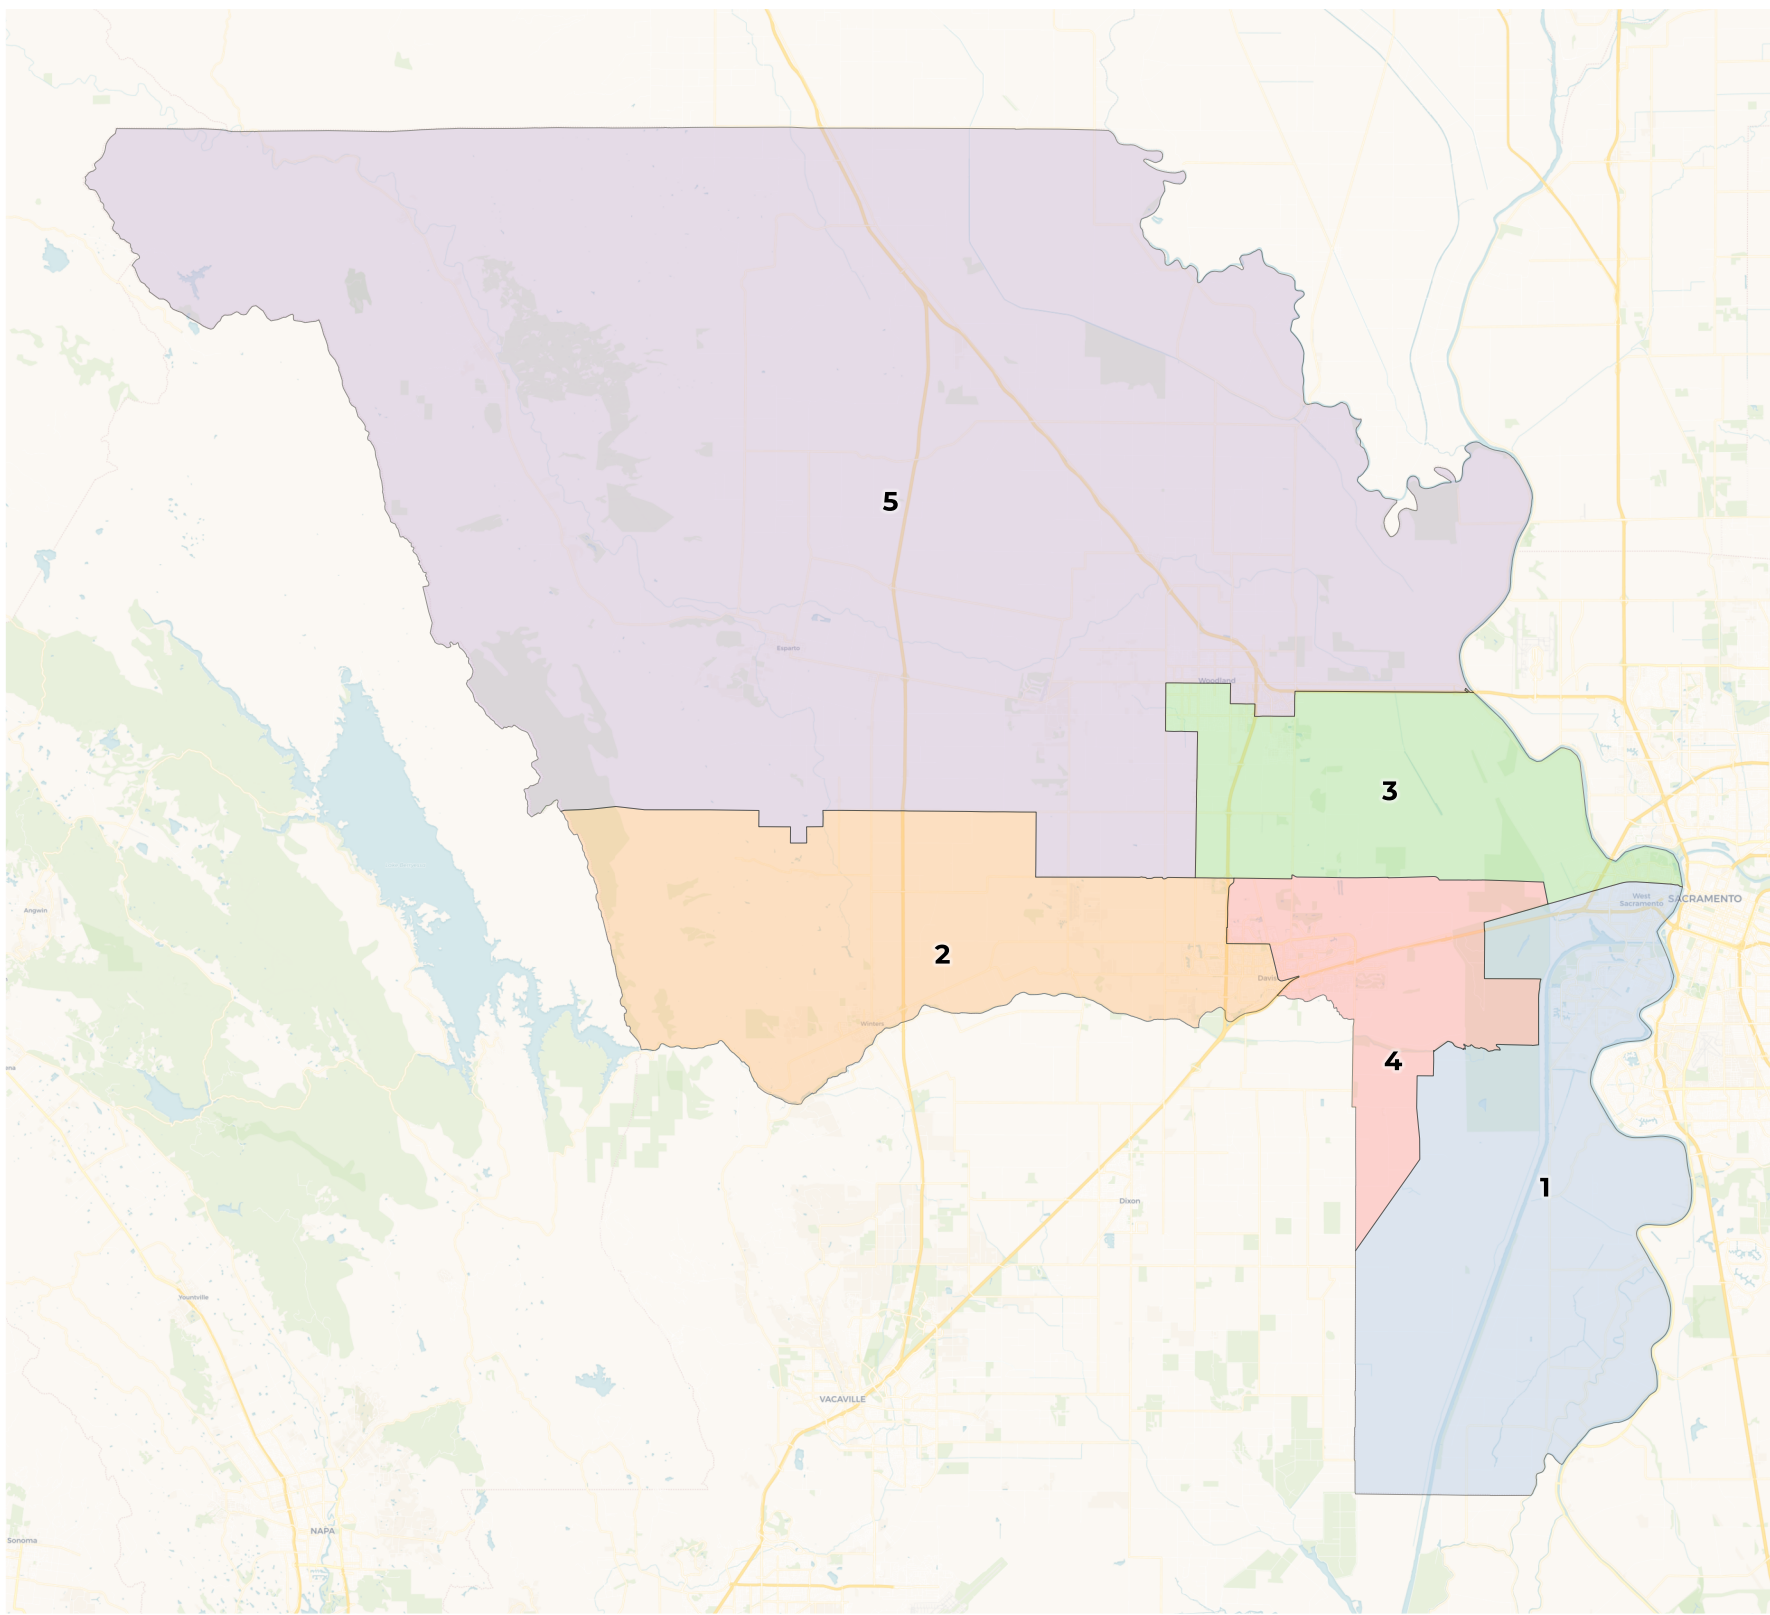 5
Esparto
Woodland
3
West
Sacramento
SACRAMENTO
Angwin
2
Davis
Winters
4
1
Dixon
Yountville
VACAVILLE
NAPA
Sonoma